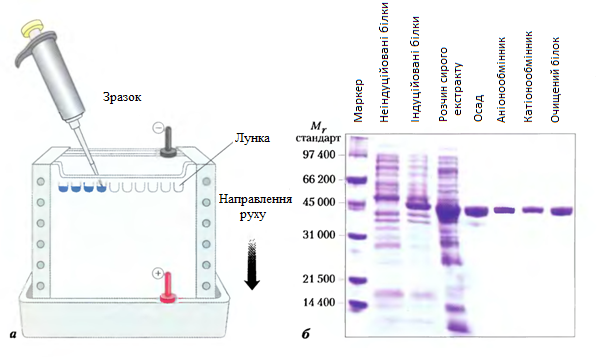 Зразок
Лунка
Направлення
руху
а
Маркер
Неіндуційовані білки
Індуційовані білки
Розчин сирого
екстракту
Осад
Аніонообмінник
Катіонообмінник
Очищений білок
Mr
стандарт
97 400
66 200
45 000
31 000
21 500
14 400
б